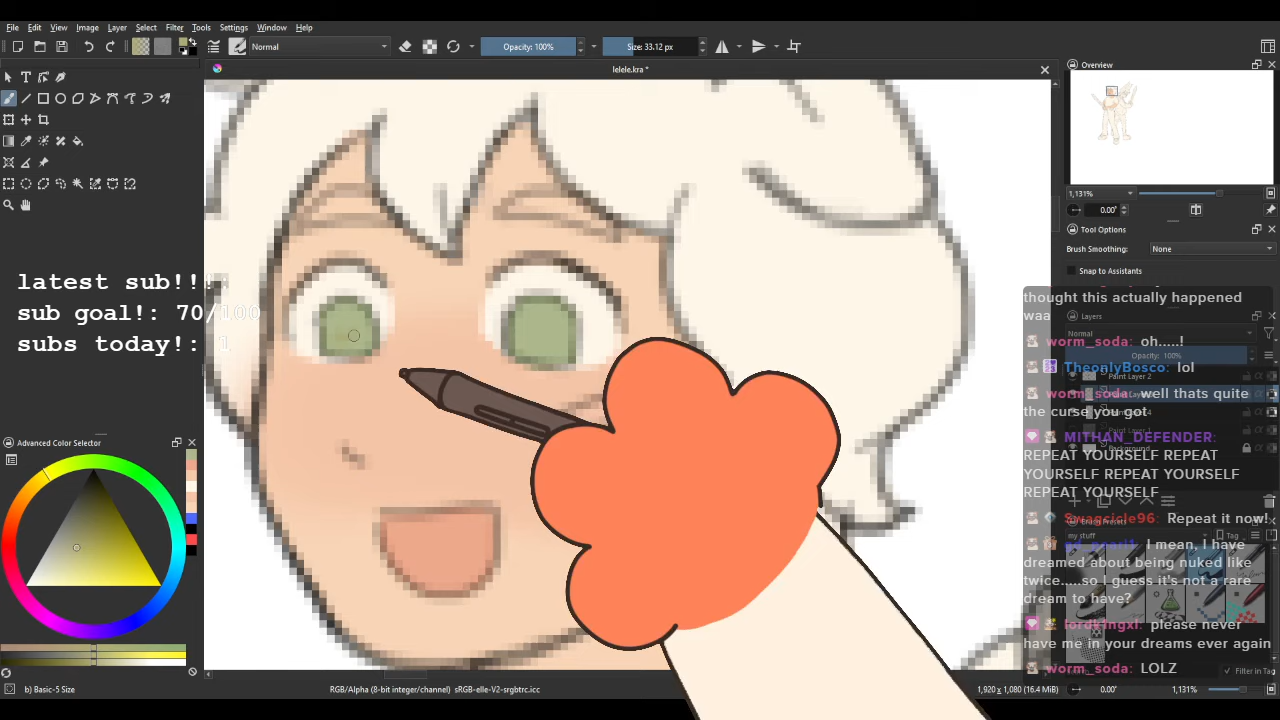 File Edit View Image Layer Select Filter Tools Settings Window Help
Normal
Opacity: 100%
Size: 33.12 px
lelele.kra *
Overview
1,131%
0.00°
Tool Options
Brush Smoothing: None
Snap to Assistants
Layers
Normal
Opacity: 100%
Paint Layer 2
latest sub!!!
sub goal!: 70/100
subs today!: 1
thought this actually happened
waa
worm_soda: oh.....!
TheonlyBosco: lol
worm_soda: well thats quite
the curse you got
MITHAN_DEFENDER:
REPEAT YOURSELF REPEAT
YOURSELF REPEAT YOURSELF
REPEAT YOURSELF
Swagcicle96: Repeat it now!
I mean, I have
dreamed about being nuked like
twice.....so I guess it's not a rare
dream to have?
lordvfngxl: please never
have me in your dreams ever again
worm_soda: LOLZ
my stuff
Tag
Filter in Tag
Advanced Color Selector
b) Basic-5 Size
RGB/Alpha (8-bit integer/channel) sRGB-elle-V2-srgbtrc.icc
1,920 x 1,080 (16.4 MiB)
0.00°
1,131%